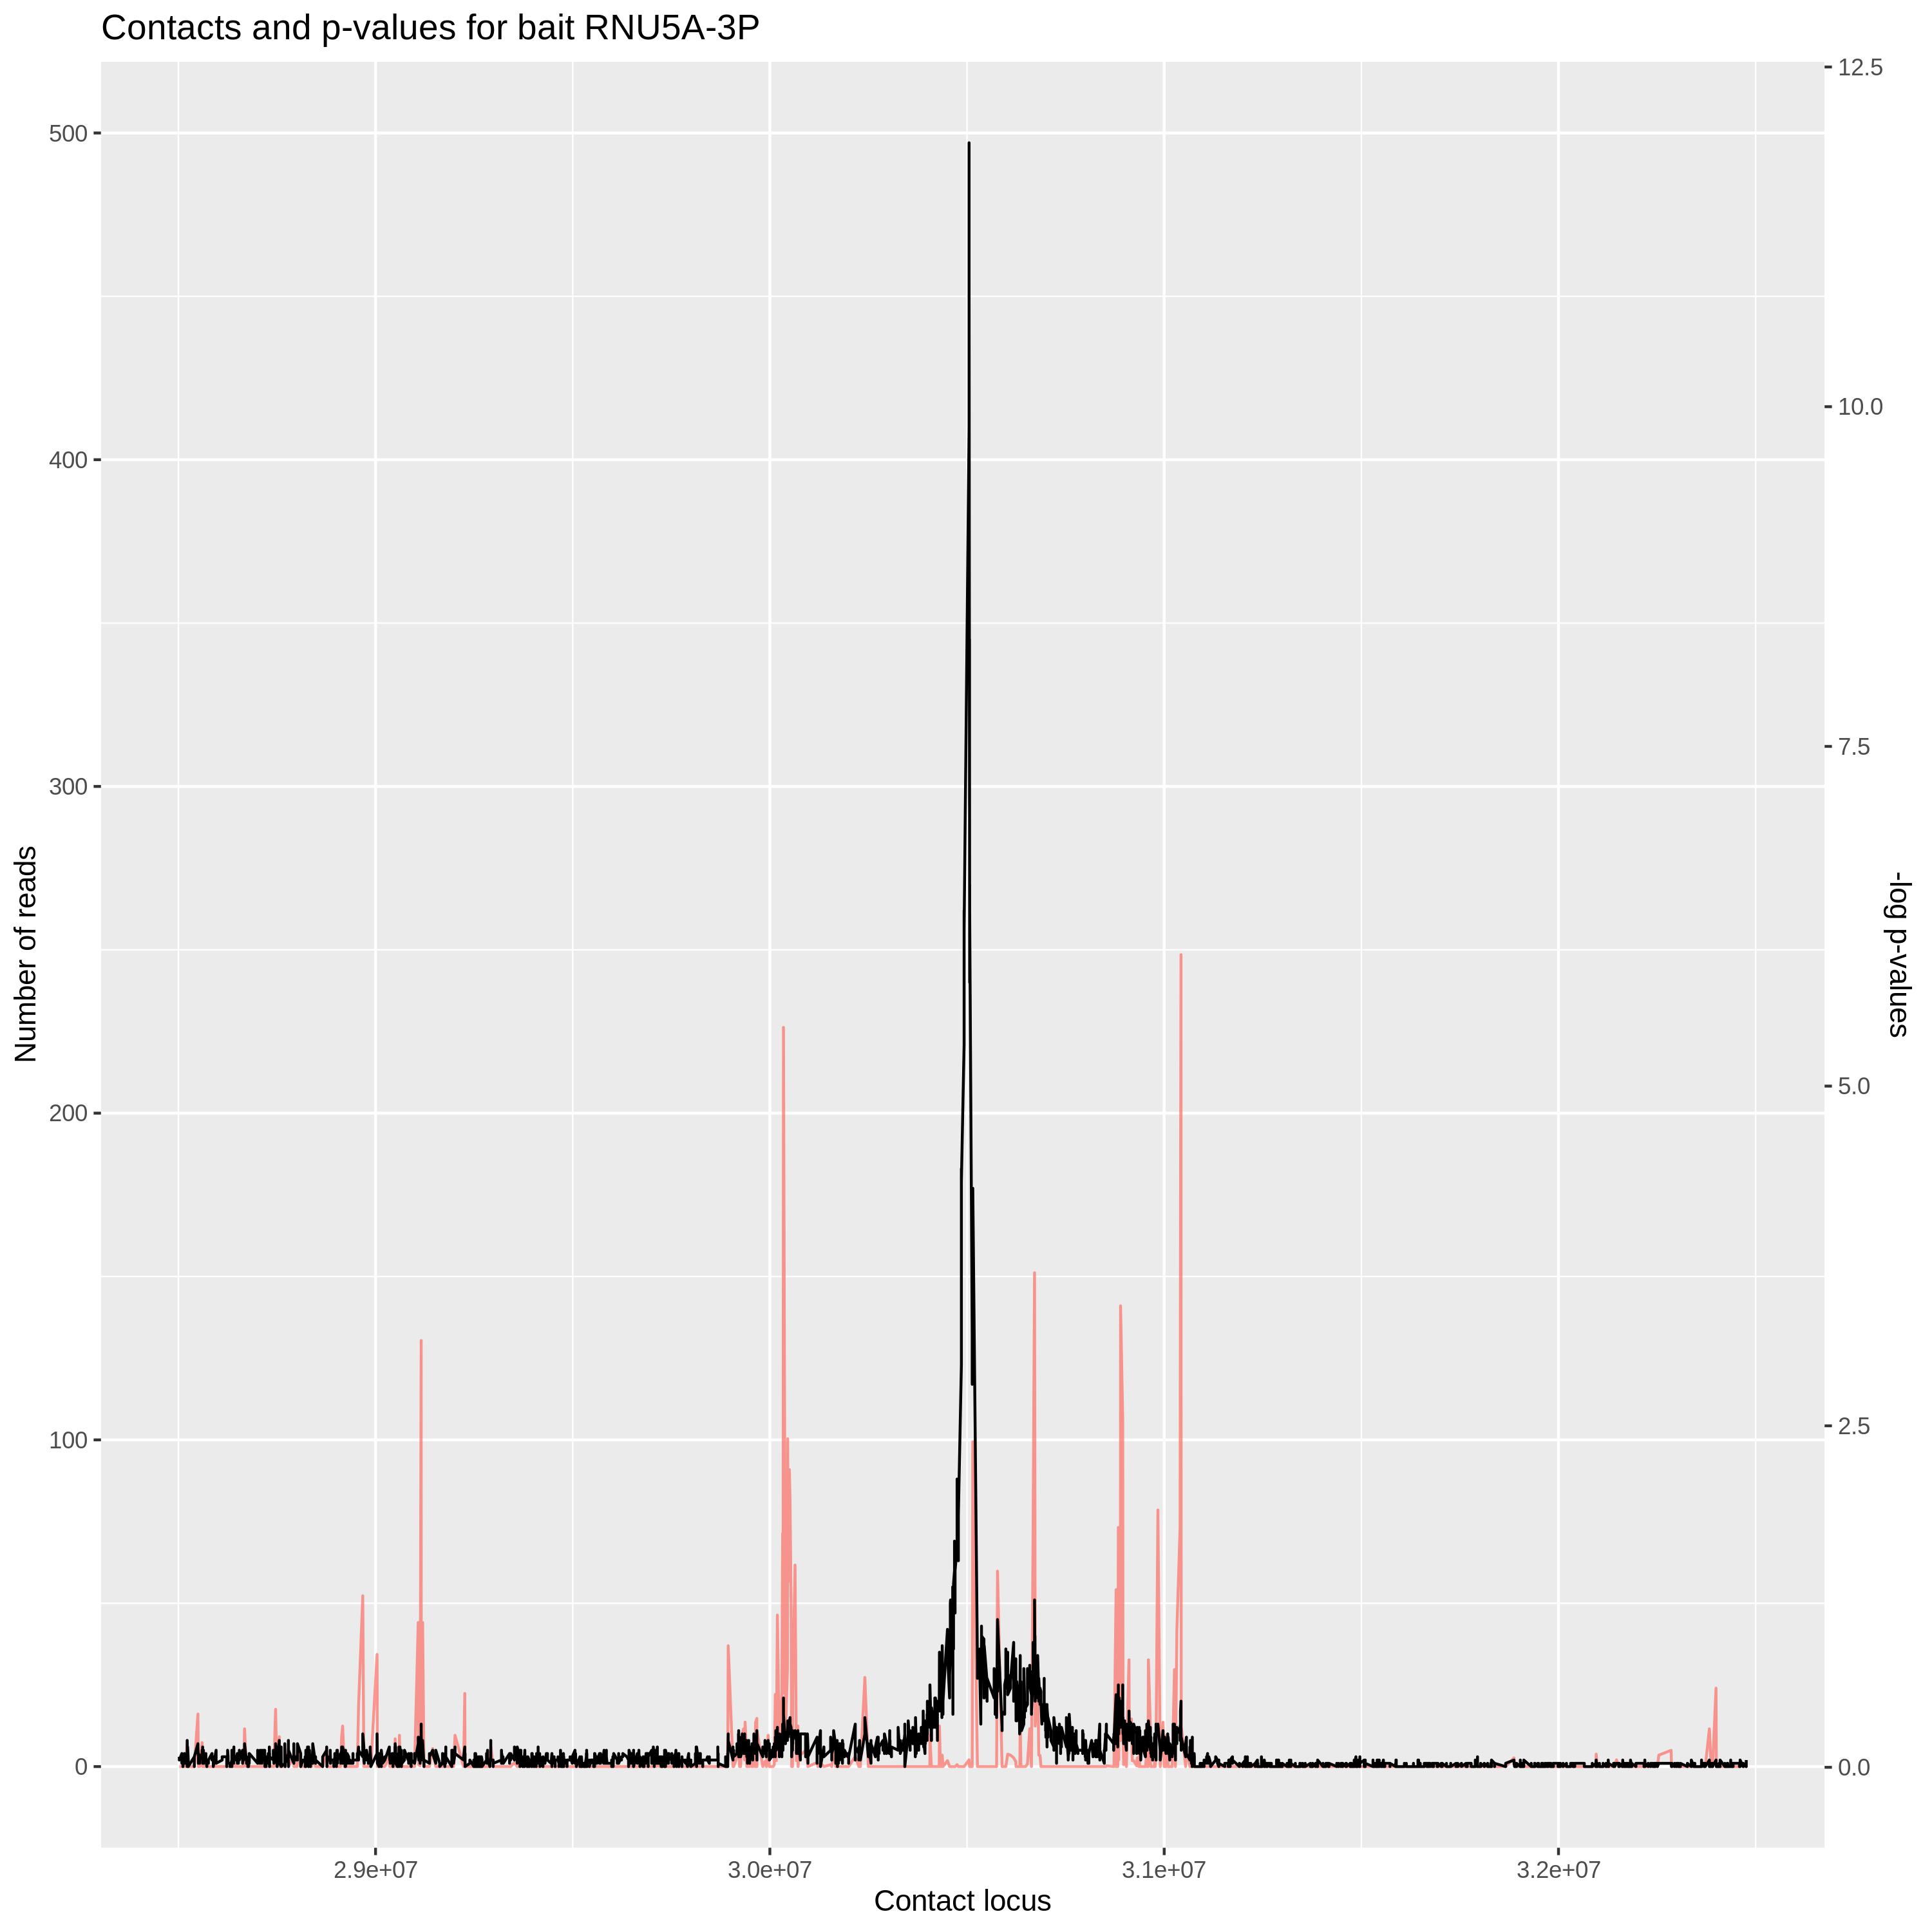 Contacts and p-values for bait RNU5A-3P
500
400
300
200
100
0
Number of reads
12.5
10.0
7.5
5.0
2.5
0.0
-log p-values
2.9e+07 3.0e+07 3.1e+07 3.2e+07
Contact locus